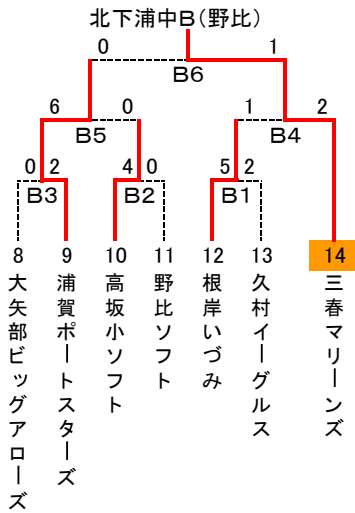 北下浦中B(野比)
0 1
B6
6 0 1 2
B5 B4
0 2 4 0 5 2
B3 B2 B1
8 9 10 11 12 13 14
大矢部ビッグアローズ
浦賀ポートスターズ
高坂小ソフト
野比ソフト
根岸いづみ
久村イーグルス
三春マリーンズ